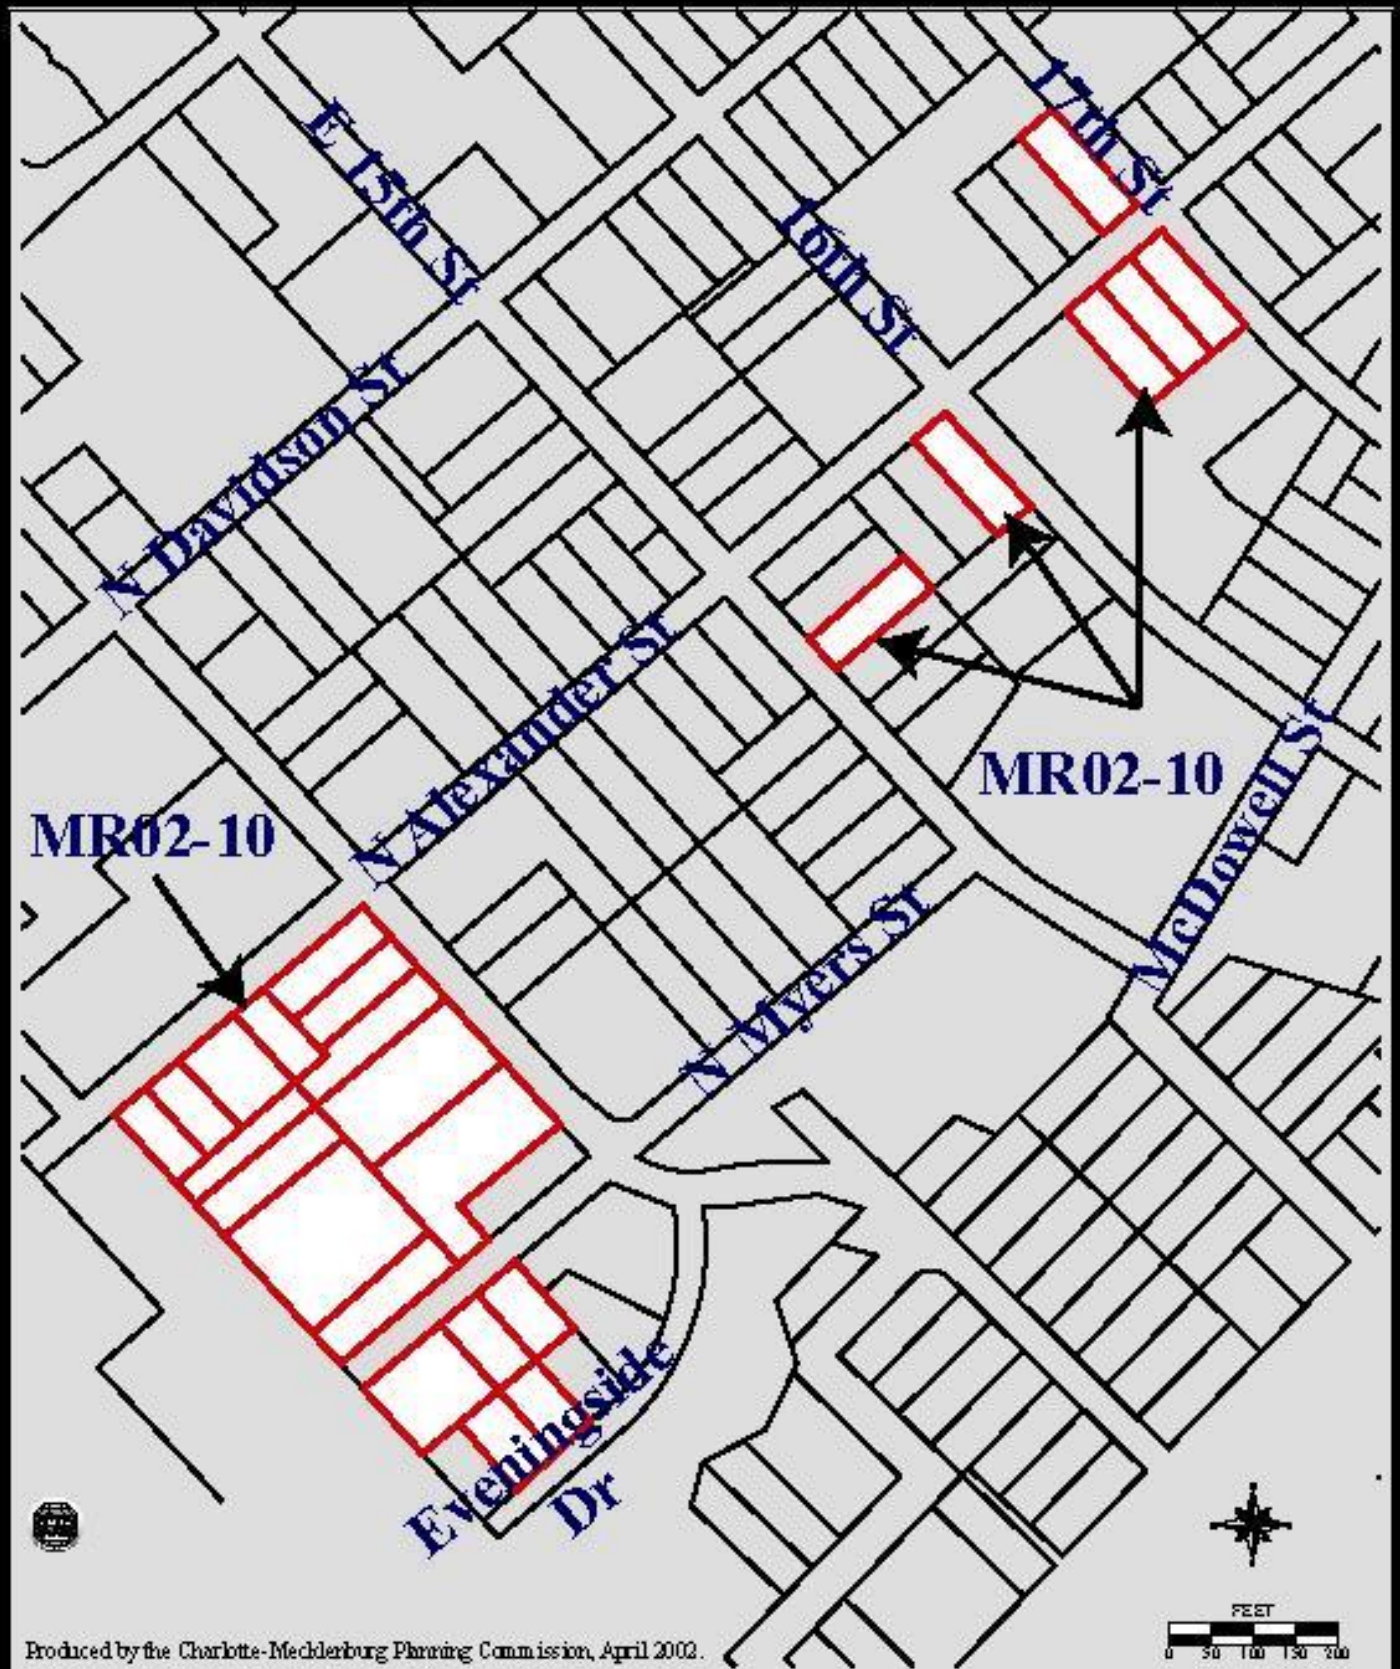 17th St
E 15th St
16th St
N Davidson St
N Alexander St
MR02-10
McDowell St
MR02-10
N Myers St
Eveningside
Dr
FEET
0 50 100 150 200
Produced by the Charlotte-Mecklenburg Planning Commission, April 2002.